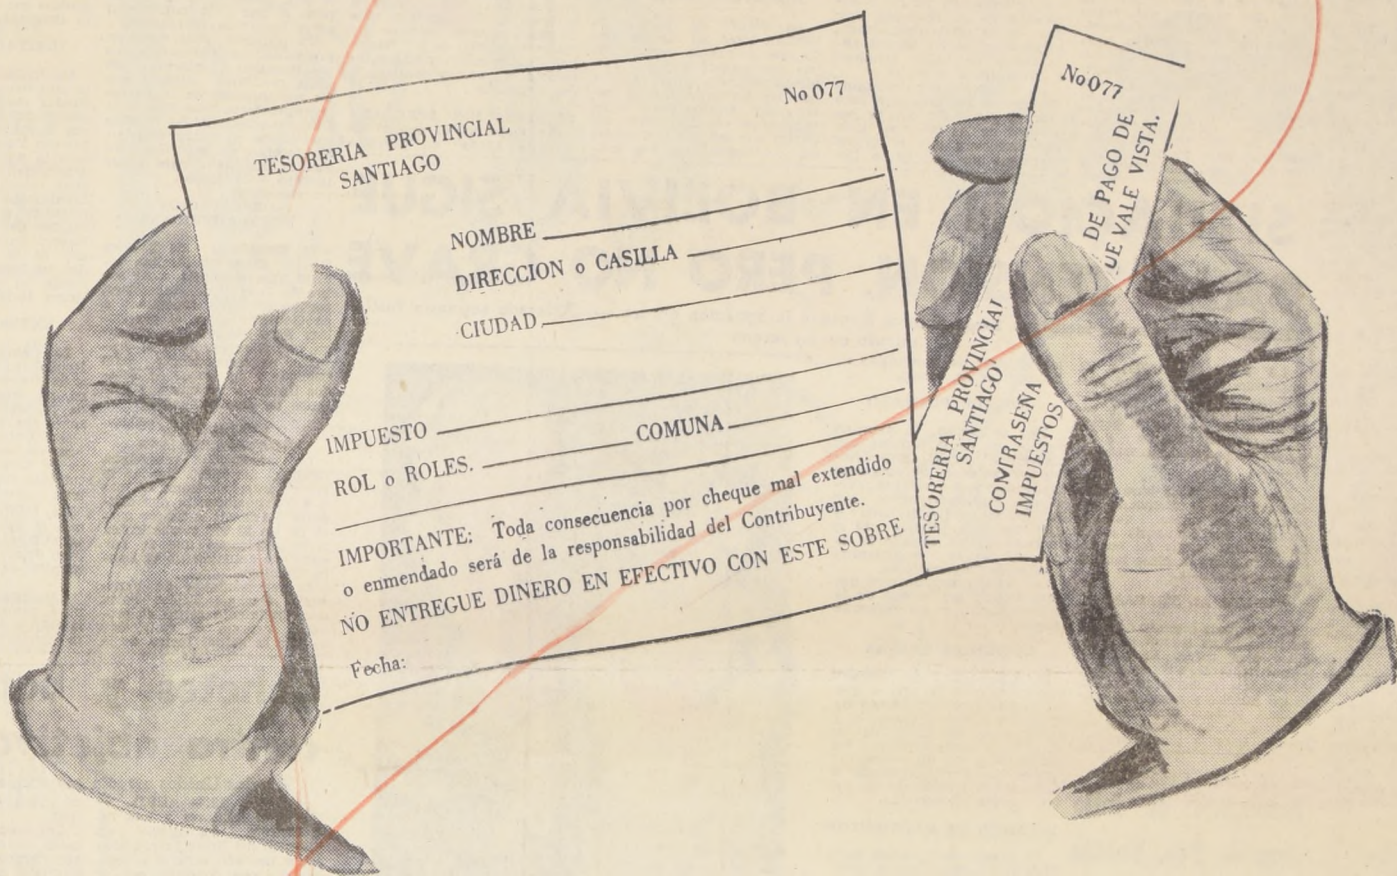 No 077
TESORERIA PROVINCIAL
SANTIAGO
NOMBRE
DIRECCION o CASILLA
CIUDAD
IMPUESTO
ROL o ROLES. COMUNA
IMPORTANTE: Toda consecuencia por cheque mal extendido
o enmendado será de la responsabilidad del Contribuyente.
NO ENTREGUE DINERO EN EFECTIVO CON ESTE SOBRE
Fecha:
No 077
TESORERIA PROVINCIAL
SANTIAGO
CONTRASEÑA DE PAGO DE
IMPUESTOS UE VALE VISTA.